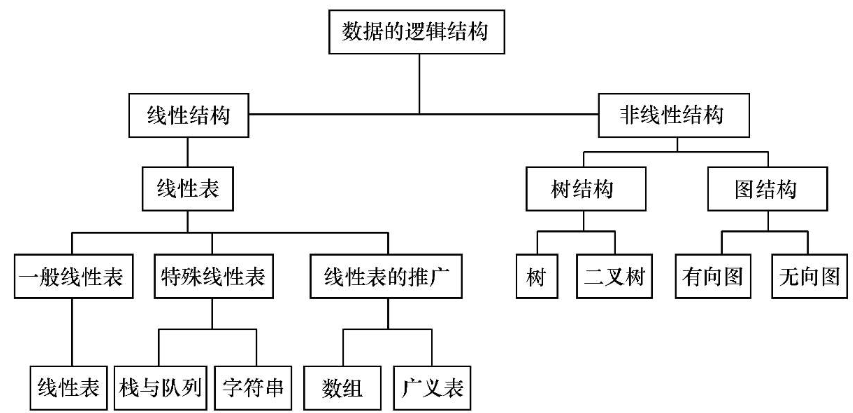 数据的逻辑结构
线性结构
非线性结构
线性表
树结构
图结构
一般线性表
特殊线性表
线性表的推广
树
二叉树
有向图
无向图
线性表
栈与队列
字符串
数组
广义表